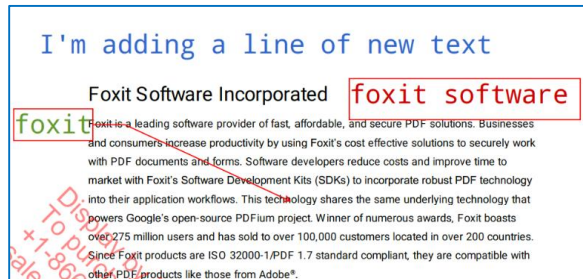 I'm adding a line of new text
Foxit Software Incorporated
foxit software
foxit
Foxit is a leading software provider of fast, affordable, and secure PDF solutions. Businesses
and consumers increase productivity by using Foxit's cost effective solutions to securely work
with PDF documents and forms. Software developers reduce costs and improve time to
market with Foxit's Software Development Kits (SDKs) to incorporate robust PDF technology
into their application workflows. This technology shares the same underlying technology that
powers Google's open-source PDFium project. Winner of numerous awards, Foxit boasts
over 275 million users and has sold to over 100,000 customers located in over 200 countries.
Since Foxit products are ISO 32000-1/PDF 1.7 standard compliant, they are compatible with
other PDF products like those from Adobe®.
Display by
To
+1-866